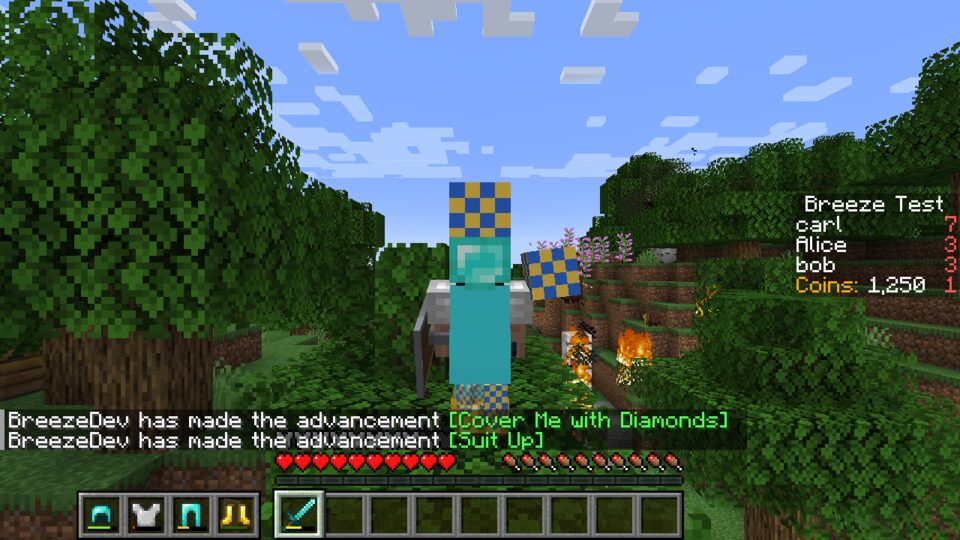 Breeze Test
carl 7
Alice 3
bob 3
Coins: 1,250 1
BreezeDev has made the advancement [Cover Me with Diamonds]
BreezeDev has made the advancement [Suit Up]